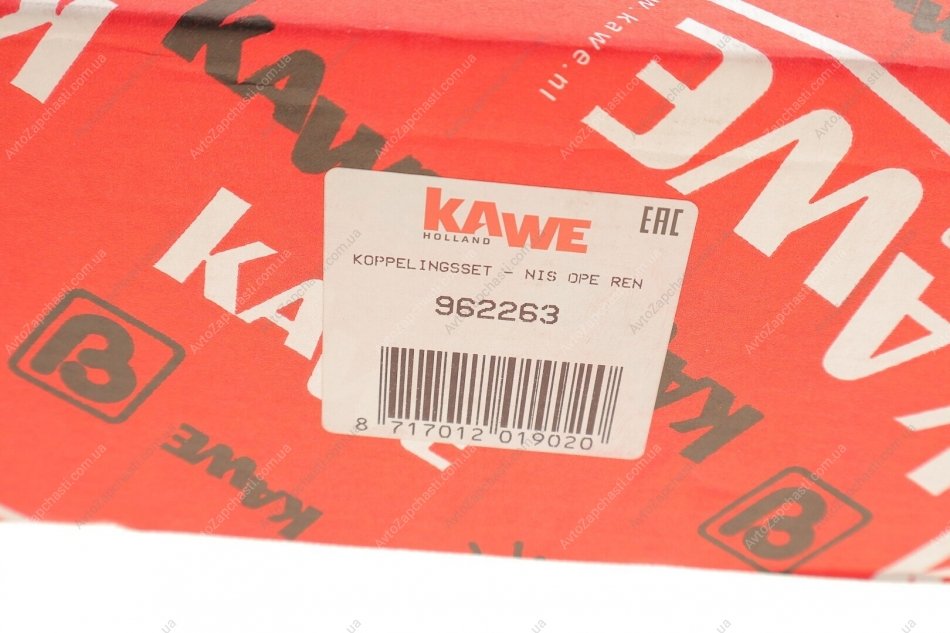 KAWE
www.kawe.nl
KAWE
KAWE
HOLLAND
EAC
KOPPELINGSSET - NIS OPE REN
962263
8 717012 019020
KAWE
KAWE
B
B
AvtoZapchasti.com.ua